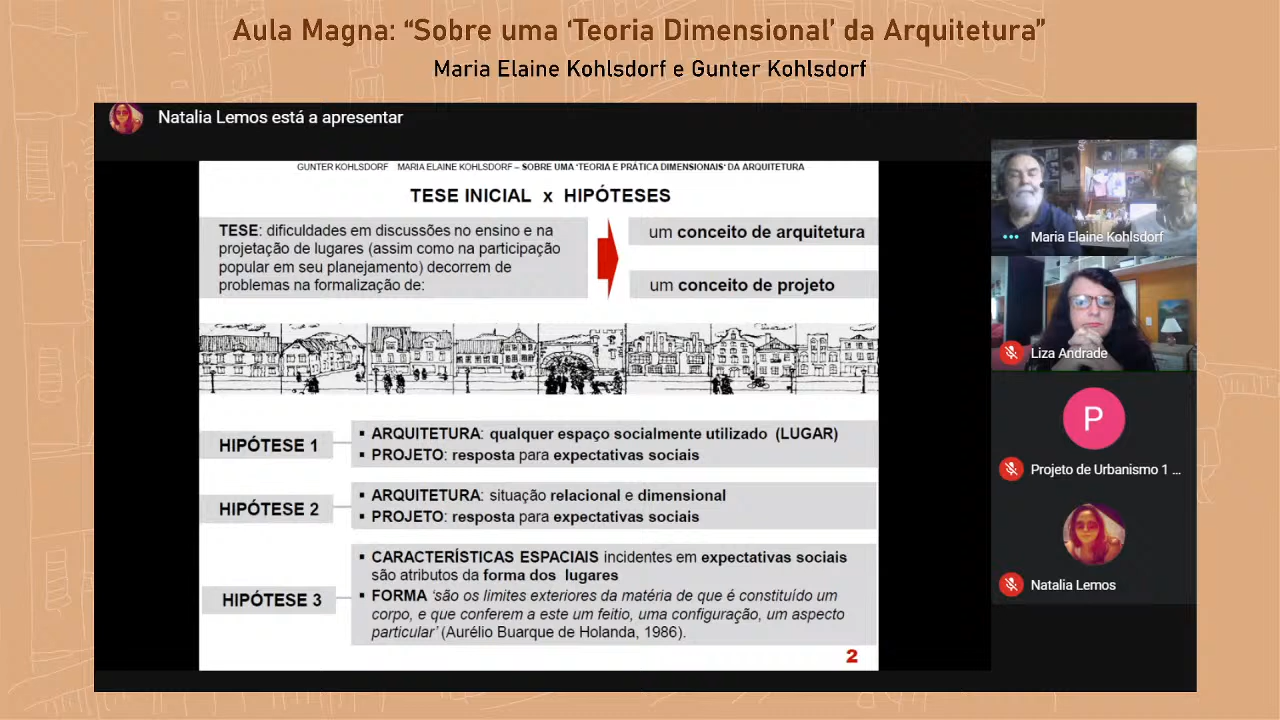 Aula Magna: “Sobre uma ‘Teoria Dimensional’ da Arquitetura”
Maria Elaine Kohlsdorf e Gunter Kohlsdorf
Natalia Lemos está a apresentar
GUNTER KOHLSDORF MARIA ELAINE KOHLSDORF – SOBRE UMA ‘TEORIA E PRÁTICA DIMENSIONAIS’ DA ARQUITETURA
TESE INICIAL x HIPÓTESES
TESE: dificuldades em discussões no ensino e na
projetação de lugares (assim como na participação
popular em seu planejamento) decorrem de
problemas na formalização de:
um conceito de arquitetura
um conceito de projeto
HIPÓTESE 1
▪ ARQUITETURA: qualquer espaço socialmente utilizado (LUGAR)
▪ PROJETO: resposta para expectativas sociais
HIPÓTESE 2
▪ ARQUITETURA: situação relacional e dimensional
▪ PROJETO: resposta para expectativas sociais
HIPÓTESE 3
▪ CARACTERÍSTICAS ESPACIAIS incidentes em expectativas sociais
são atributos da forma dos lugares
▪ FORMA ‘são os limites exteriores da matéria de que é constituído um
corpo, e que conferem a este um feitio, uma configuração, um aspecto
particular’ (Aurélio Buarque de Holanda, 1986).
2
Maria Elaine Kohlsdorf
Liza Andrade
P
Projeto de Urbanismo 1 ...
Natalia Lemos